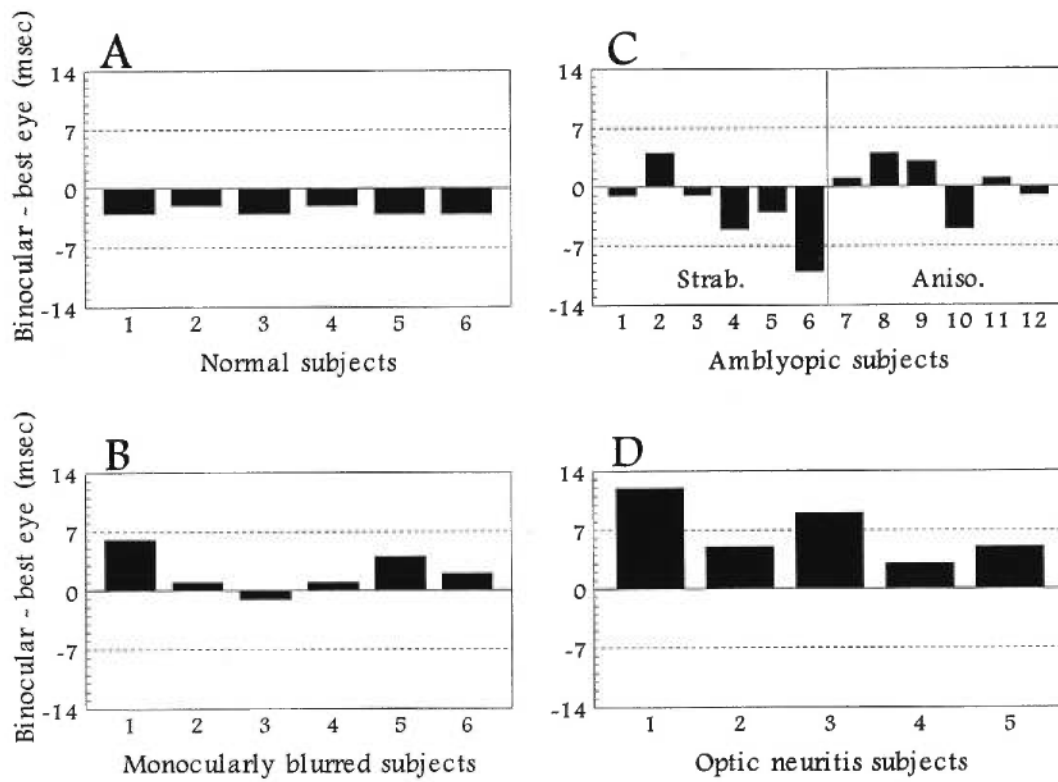 A
Binocular ~ best eye (msec)
14
7
0
-7
-14
1 2 3 4 5 6
Normal subjects
C
14
7
0
-7
-14
Strab. Aniso.
1 2 3 4 5 6 7 8 9 10 11 12
Amblyopic subjects
B
Binocular ~ best eye (msec)
14
7
0
-7
-14
1 2 3 4 5 6
Monocularly blurred subjects
D
14
7
0
-7
-14
1 2 3 4 5
Optic neuritis subjects